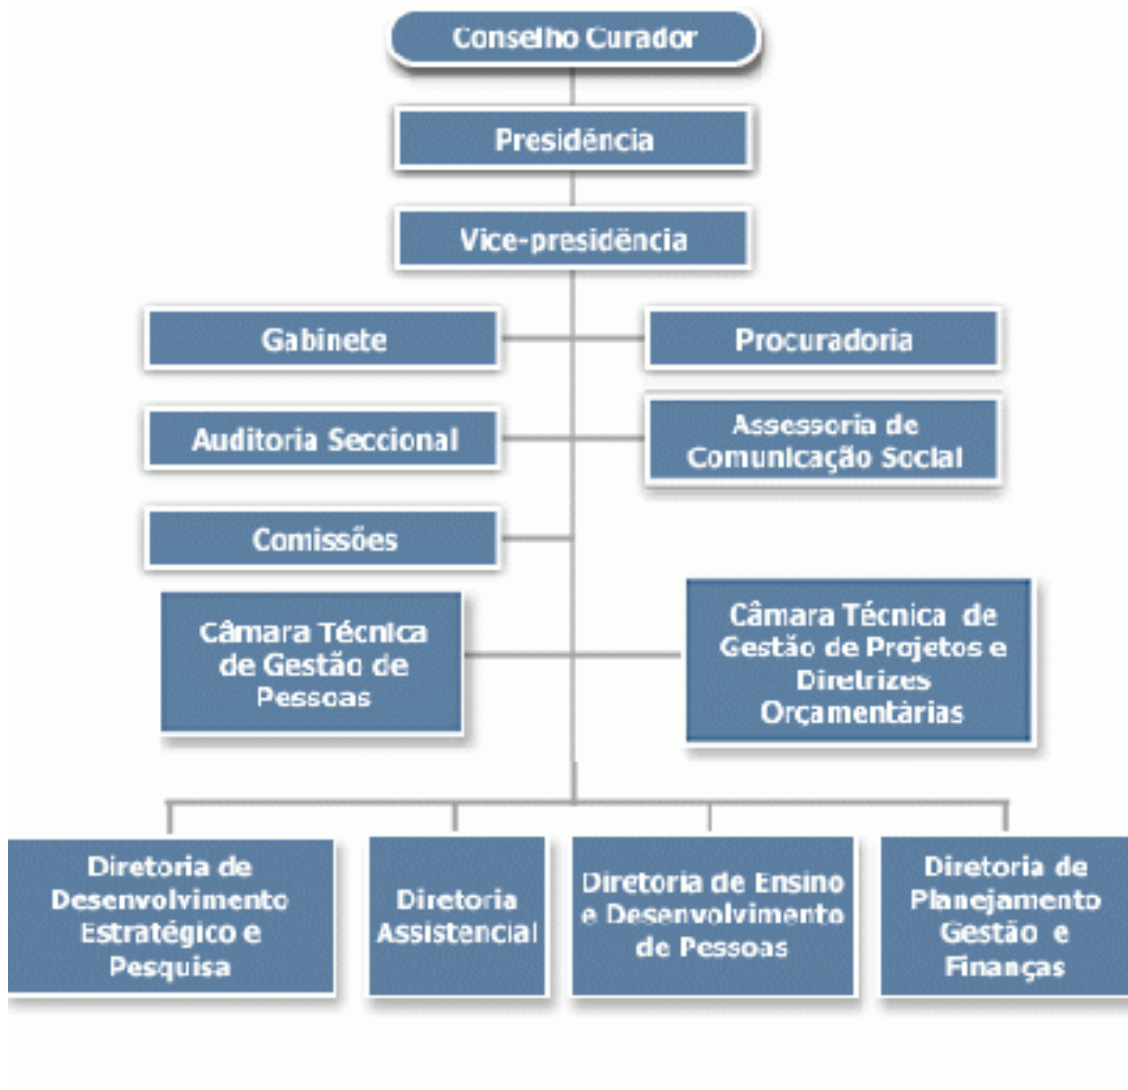 Conselho Curador
Presidência
Vice-presidência
Gabinete
Procuradoria
Auditoria Seccional
Assessoria de
Comunicação Social
Comissões
Câmara Técnica
de Gestão de
Pessoas
Câmara Técnica de
Gestão de Projetos e
Diretrizes
Orçamentárias
Diretoria de
Desenvolvimento
Estratégico e
Pesquisa
Diretoria
Assistencial
Diretoria de Ensino
e Desenvolvimento
de Pessoas
Diretoria de
Planejamento
Gestão e
Finanças